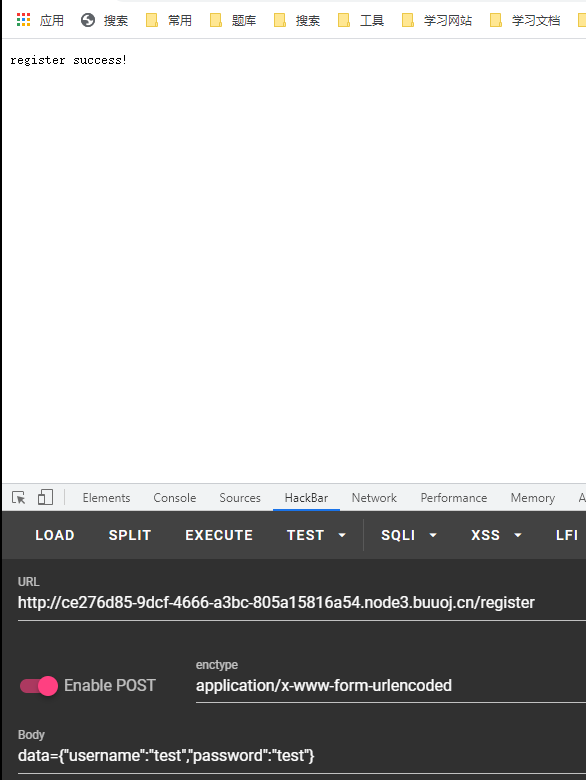 应用 搜索 常用 题库 搜索 工具 学习网站 学习文档
register success!
Elements Console Sources HackBar Network Performance Memory A
LOAD SPLIT EXECUTE TEST SQLI XSS LFI
URL
http://ce276d85-9dcf-4666-a3bc-805a15816a54.node3.buuoj.cn/register
enctype
Enable POST application/x-www-form-urlencoded
Body
data={"username":"test","password":"test"}